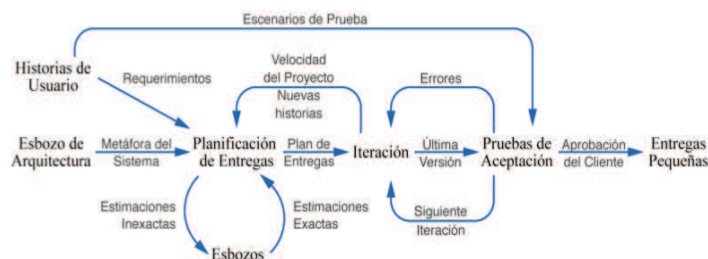 Escenarios de Prueba
Historias de
Usuario
Requerimientos
Velocidad
del Proyecto
Nuevas
historias
Errores
Esbozo de
Arquitectura
Metáfora del
Sistema
Planificación
de Entregas
Plan de
Entregas
Iteración
Última
Versión
Pruebas de
Aceptación
Aprobación
del Cliente
Entregas
Pequeñas
Estimaciones
Inexactas
Estimaciones
Exactas
Siguiente
Iteración
Esbozos